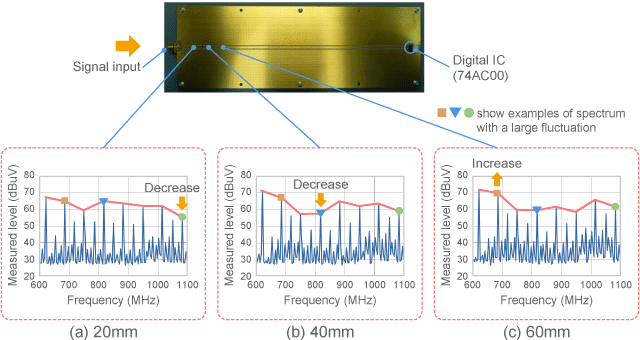 Signal input
Digital IC
(74AC00)
show examples of spectrum
with a large fluctuation
Decrease
Measured level (dBuV)
80
70
60
50
40
30
20
600 700 800 900 1000 1100
Frequency (MHz)
(a) 20mm
Decrease
Measured level (dBuV)
80
70
60
50
40
30
20
600 700 800 900 1000 1100
Frequency (MHz)
(b) 40mm
Increase
Measured level (dBuV)
80
70
60
50
40
30
20
600 700 800 900 1000 1100
Frequency (MHz)
(c) 60mm